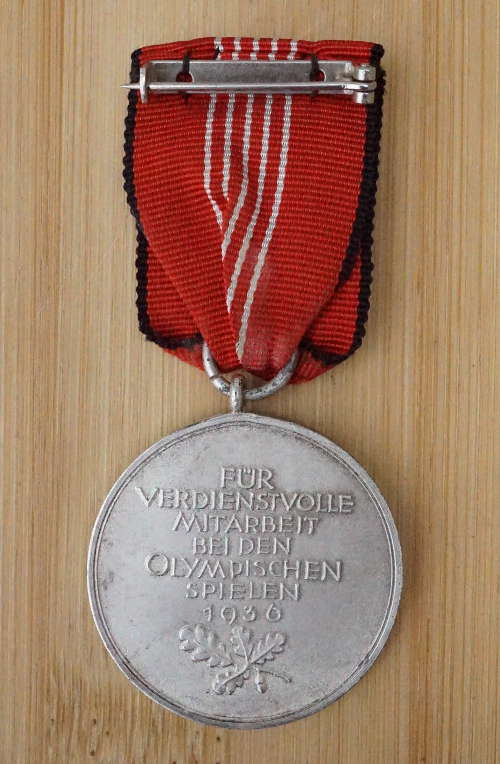 FÜR
VERDIENSTVOLLE
MITARBEIT
BEI DEN
OLYMPISCHEN
SPIELEN
1936